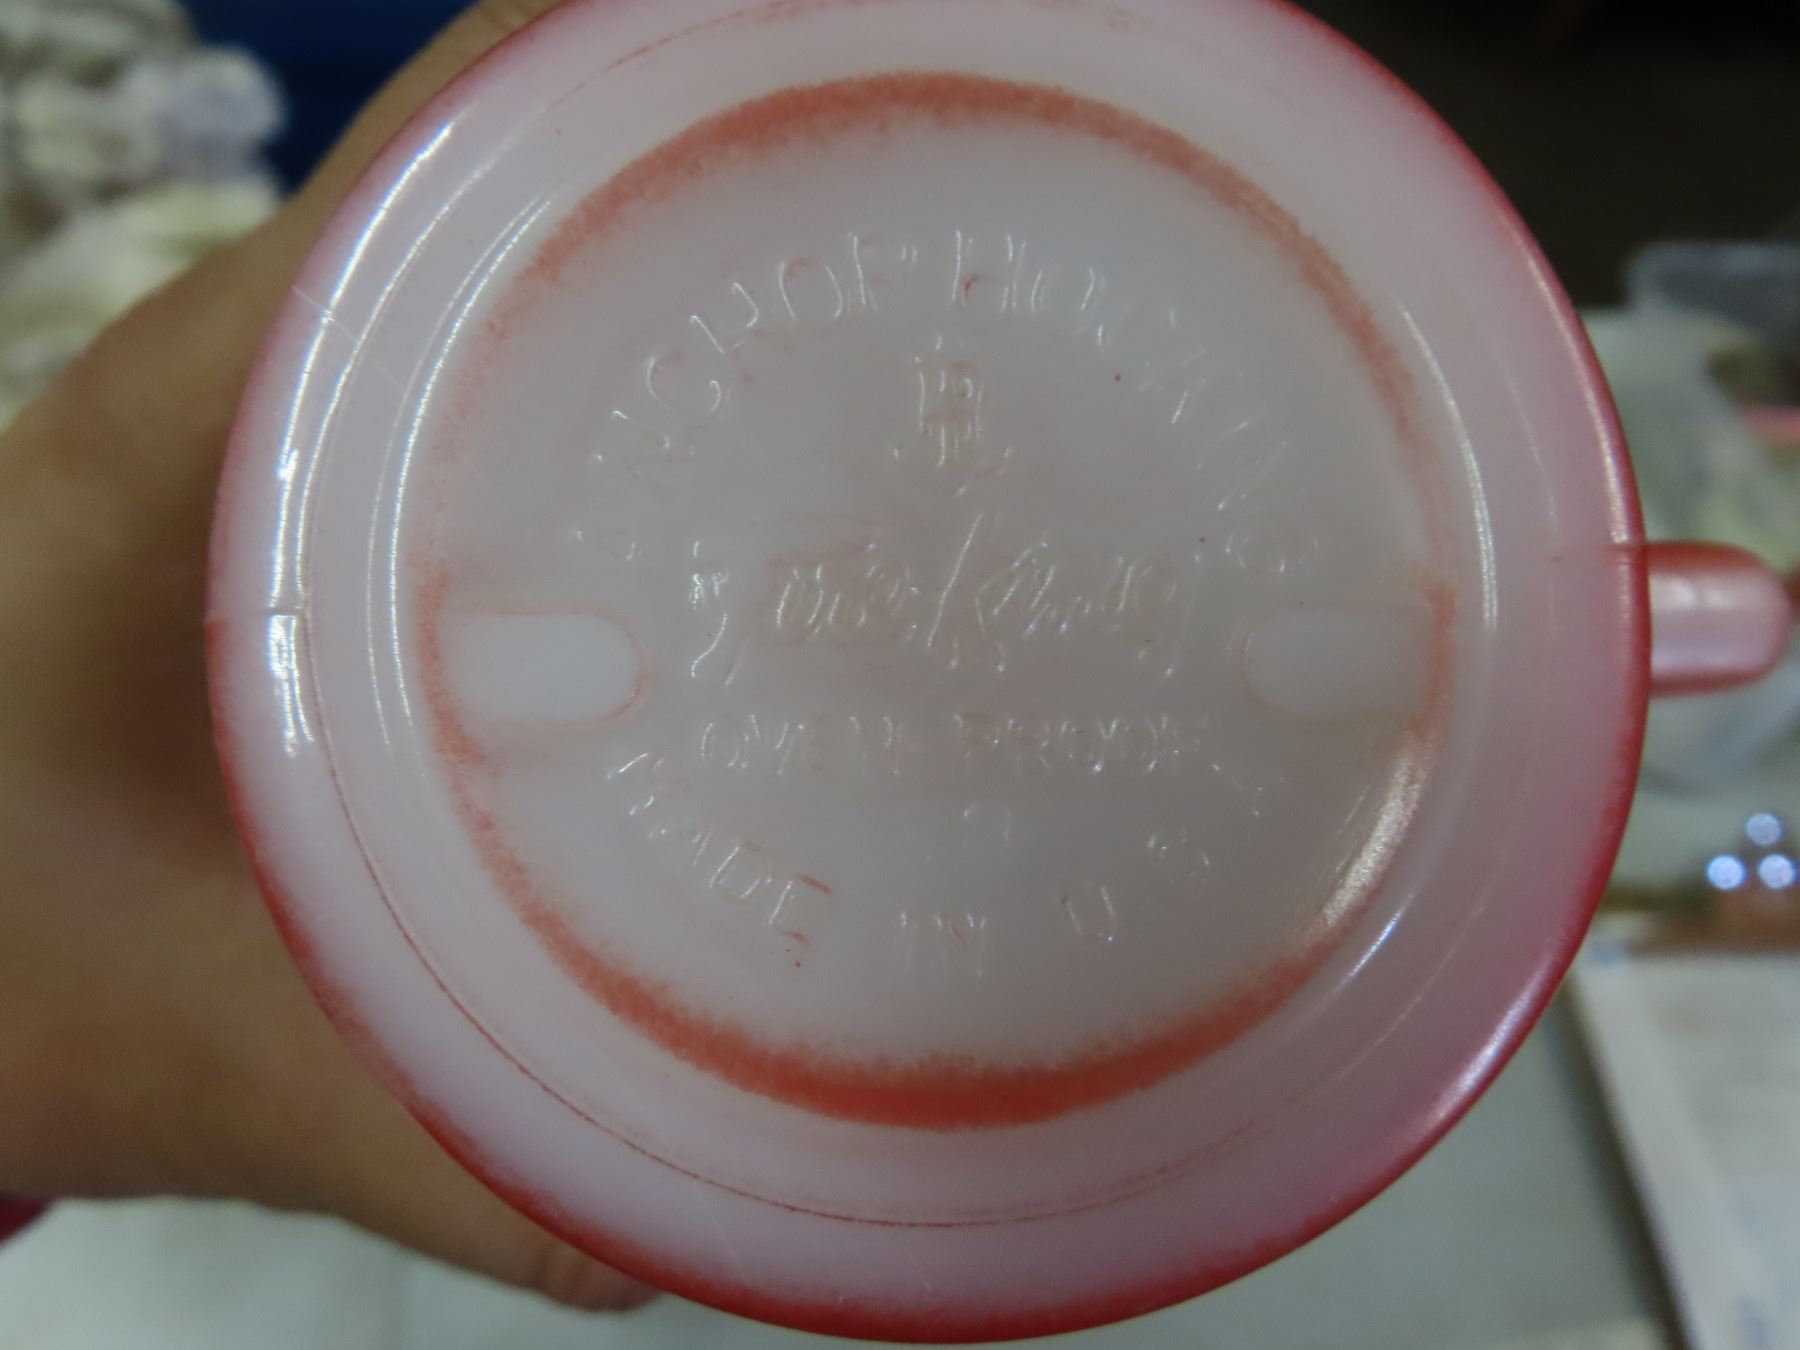 ANCHOR HOCKING ®
Fire-King
OVEN-PROOF
MADE IN U.S.A.